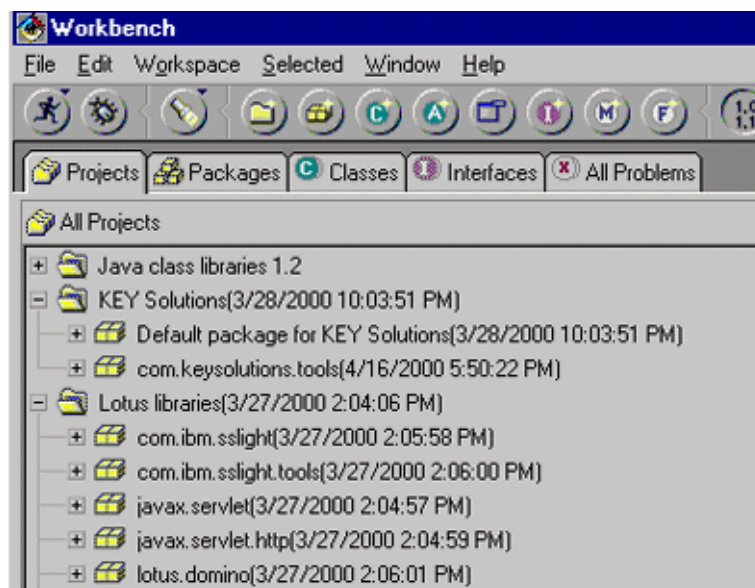 Workbench
File Edit Workspace Selected Window Help
C A I M F 1.0
Projects Packages C Classes I Interfaces X All Problems
All Projects
Java class libraries 1.2
KEY Solutions(3/28/2000 10:03:51 PM)
Default package for KEY Solutions(3/28/2000 10:03:51 PM)
com.keysolutions.tools(4/16/2000 5:50:22 PM)
Lotus libraries(3/27/2000 2:04:06 PM)
com.ibm.sslight(3/27/2000 2:05:58 PM)
com.ibm.sslight.tools(3/27/2000 2:06:00 PM)
javax.servlet(3/27/2000 2:04:57 PM)
javax.servlet.http(3/27/2000 2:04:59 PM)
lotus.domino(3/27/2000 2:06:01 PM)